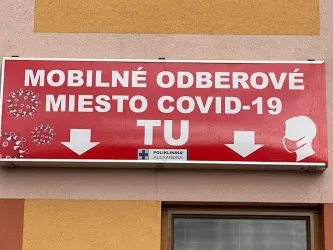 MOBILNÉ ODBEROVÉ
MIESTO COVID-19
TU
POLIKLINIKA
ALEXANDRA